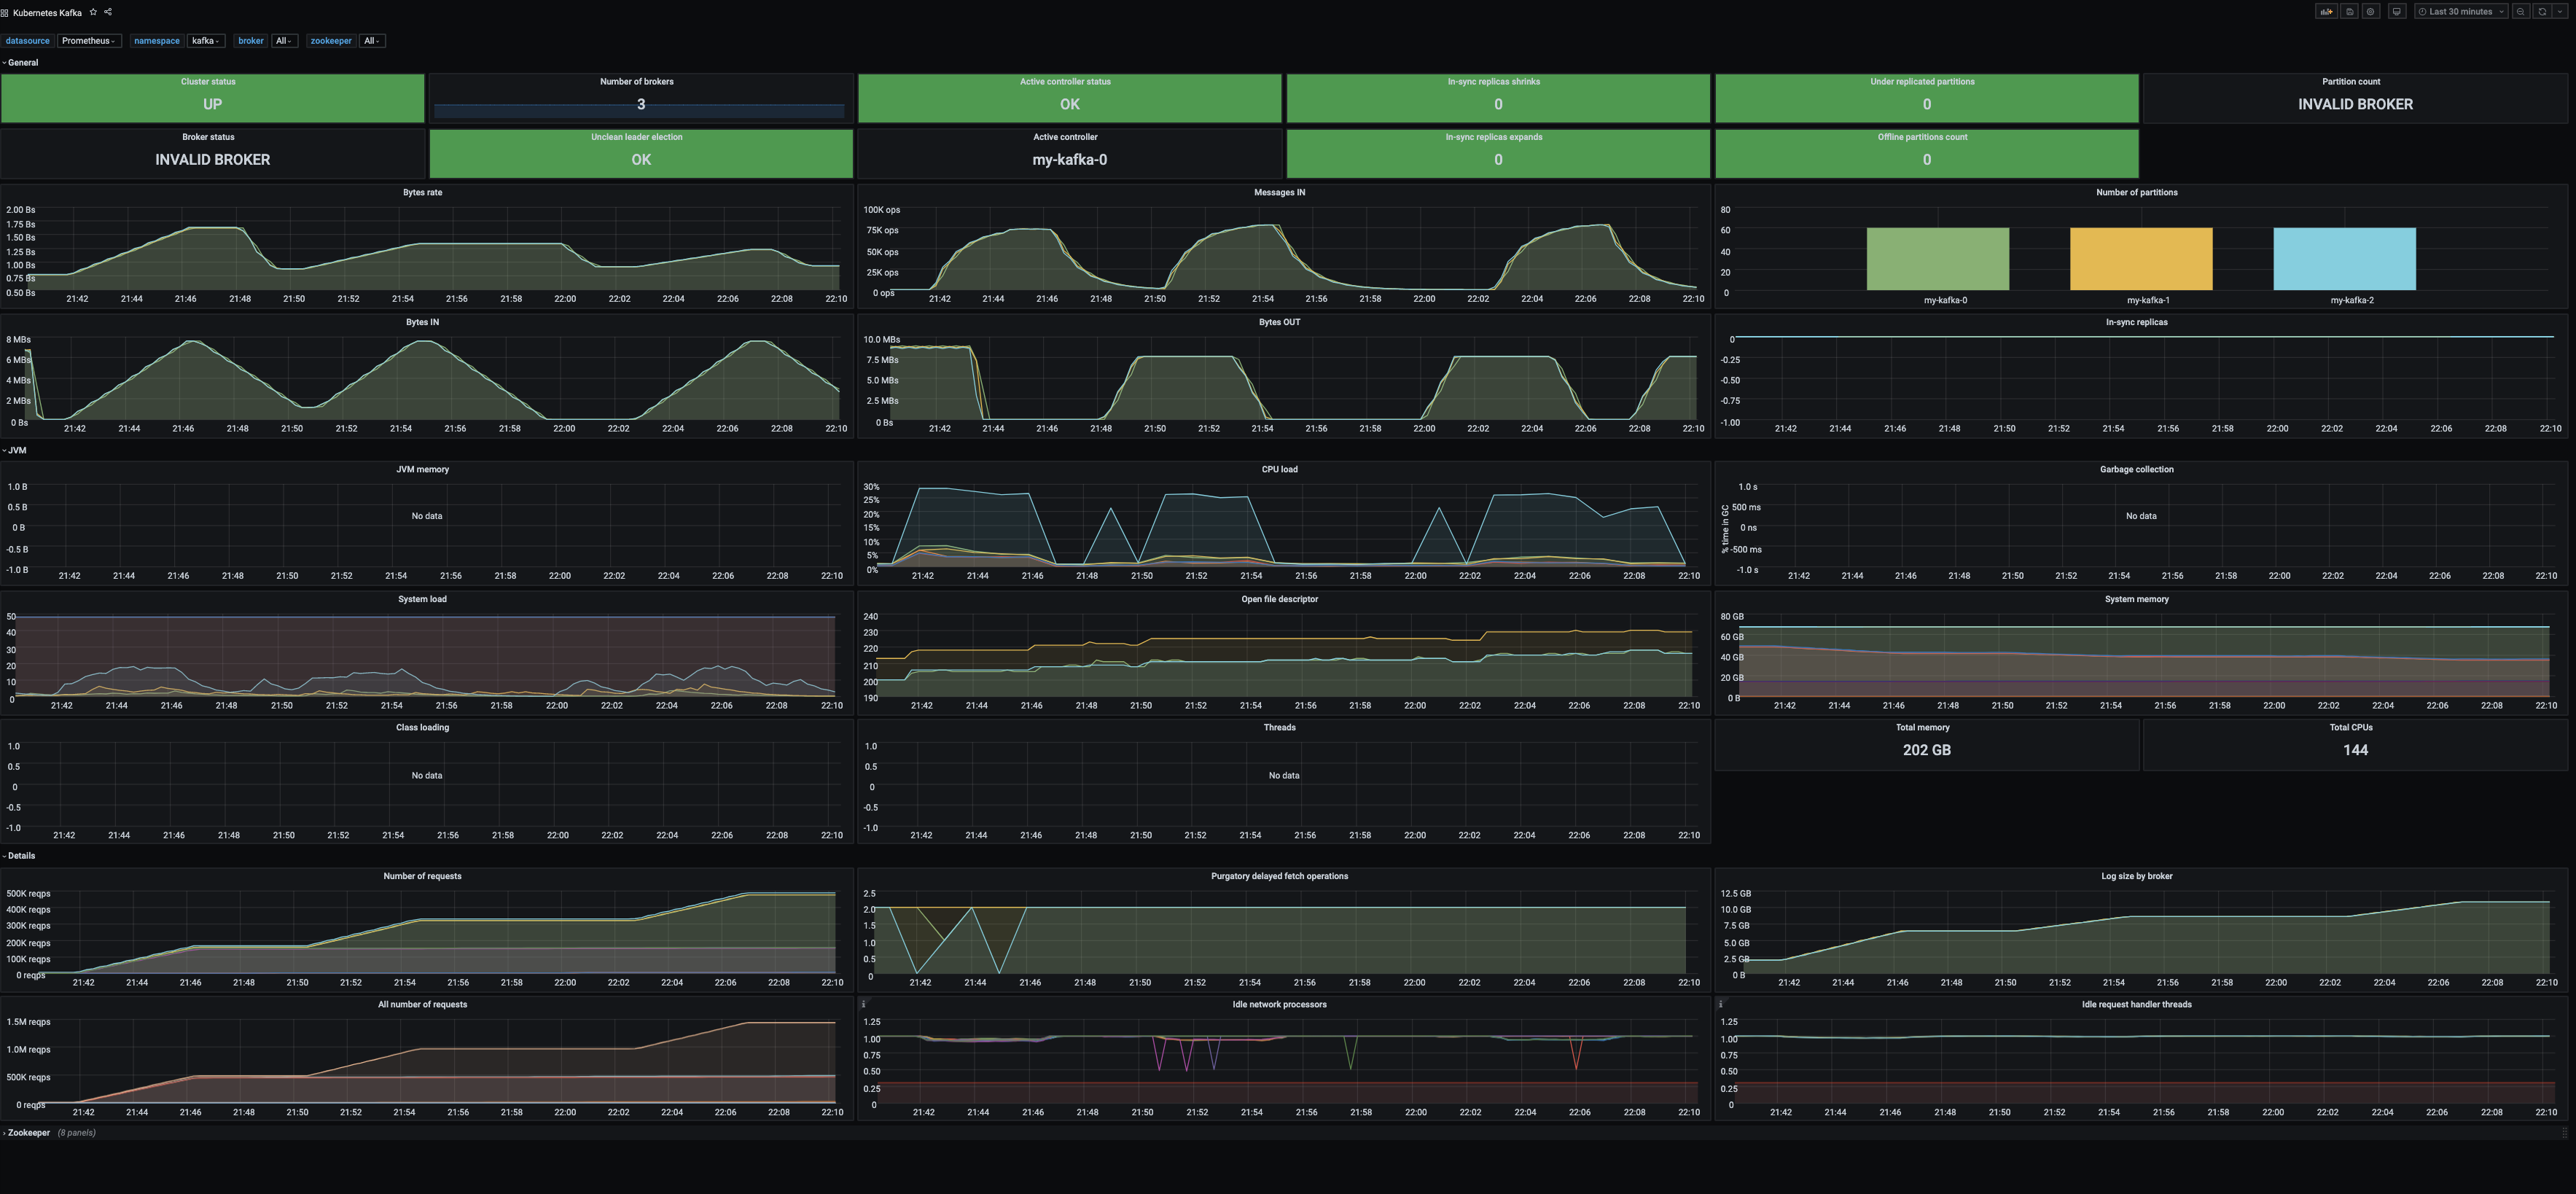 Kubernetes Kafka
Last 30 minutes
datasource Prometheus namespace kafka broker All zookeeper All
General
Cluster status
UP
Number of brokers
3
Active controller status
OK
In-sync replicas shrinks
0
Under replicated partitions
0
Partition count
INVALID BROKER
Broker status
INVALID BROKER
Unclean leader election
OK
Active controller
my-kafka-0
In-sync replicas expands
0
Offline partitions count
0
Bytes rate
2.00 Bs
1.75 Bs
1.50 Bs
1.25 Bs
1.00 Bs
0.75 Bs
0.50 Bs
21:42 21:44 21:46 21:48 21:50 21:52 21:54 21:56 21:58 22:00 22:02 22:04 22:06 22:08 22:10
Messages IN
100K ops
75K ops
50K ops
25K ops
0 ops
21:42 21:44 21:46 21:48 21:50 21:52 21:54 21:56 21:58 22:00 22:02 22:04 22:06 22:08 22:10
Number of partitions
80
60
40
20
0
my-kafka-0 my-kafka-1 my-kafka-2
Bytes IN
8 MBs
6 MBs
4 MBs
2 MBs
0 Bs
21:42 21:44 21:46 21:48 21:50 21:52 21:54 21:56 21:58 22:00 22:02 22:04 22:06 22:08 22:10
Bytes OUT
10.0 MBs
7.5 MBs
5.0 MBs
2.5 MBs
0 Bs
21:42 21:44 21:46 21:48 21:50 21:52 21:54 21:56 21:58 22:00 22:02 22:04 22:06 22:08 22:10
In-sync replicas
0
-0.25
-0.50
-0.75
-1.00
21:42 21:44 21:46 21:48 21:50 21:52 21:54 21:56 21:58 22:00 22:02 22:04 22:06 22:08 22:10
JVM
JVM memory
1.0 B
0.5 B
0 B
-0.5 B
-1.0 B
No data
21:42 21:44 21:46 21:48 21:50 21:52 21:54 21:56 21:58 22:00 22:02 22:04 22:06 22:08 22:10
CPU load
30%
25%
20%
15%
10%
5%
0%
21:42 21:44 21:46 21:48 21:50 21:52 21:54 21:56 21:58 22:00 22:02 22:04 22:06 22:08 22:10
Garbage collection
% time in GC
1.0 s
500 ms
0 ns
-500 ms
-1.0 s
No data
21:42 21:44 21:46 21:48 21:50 21:52 21:54 21:56 21:58 22:00 22:02 22:04 22:06 22:08 22:10
System load
50
40
30
20
10
0
21:42 21:44 21:46 21:48 21:50 21:52 21:54 21:56 21:58 22:00 22:02 22:04 22:06 22:08 22:10
Open file descriptor
240
230
220
210
200
190
21:42 21:44 21:46 21:48 21:50 21:52 21:54 21:56 21:58 22:00 22:02 22:04 22:06 22:08 22:10
System memory
80 GB
60 GB
40 GB
20 GB
0 B
21:42 21:44 21:46 21:48 21:50 21:52 21:54 21:56 21:58 22:00 22:02 22:04 22:06 22:08 22:10
Class loading
1.0
0.5
0
-0.5
-1.0
No data
21:42 21:44 21:46 21:48 21:50 21:52 21:54 21:56 21:58 22:00 22:02 22:04 22:06 22:08 22:10
Threads
1.0
0.5
0
-0.5
-1.0
No data
21:42 21:44 21:46 21:48 21:50 21:52 21:54 21:56 21:58 22:00 22:02 22:04 22:06 22:08 22:10
Total memory
202 GB
Total CPUs
144
Details
Number of requests
500K reqps
400K reqps
300K reqps
200K reqps
100K reqps
0 reqps
21:42 21:44 21:46 21:48 21:50 21:52 21:54 21:56 21:58 22:00 22:02 22:04 22:06 22:08 22:10
Purgatory delayed fetch operations
2.5
2.0
1.5
1.0
0.5
0
21:42 21:44 21:46 21:48 21:50 21:52 21:54 21:56 21:58 22:00 22:02 22:04 22:06 22:08 22:10
Log size by broker
12.5 GB
10.0 GB
7.5 GB
5.0 GB
2.5 GB
0 B
21:42 21:44 21:46 21:48 21:50 21:52 21:54 21:56 21:58 22:00 22:02 22:04 22:06 22:08 22:10
All number of requests
1.5M reqps
1.0M reqps
500K reqps
0 reqps
21:42 21:44 21:46 21:48 21:50 21:52 21:54 21:56 21:58 22:00 22:02 22:04 22:06 22:08 22:10
Idle network processors
1.25
1.00
0.75
0.50
0.25
0
21:42 21:44 21:46 21:48 21:50 21:52 21:54 21:56 21:58 22:00 22:02 22:04 22:06 22:08 22:10
Idle request handler threads
1.25
1.00
0.75
0.50
0.25
0
21:42 21:44 21:46 21:48 21:50 21:52 21:54 21:56 21:58 22:00 22:02 22:04 22:06 22:08 22:10
Zookeeper (8 panels)